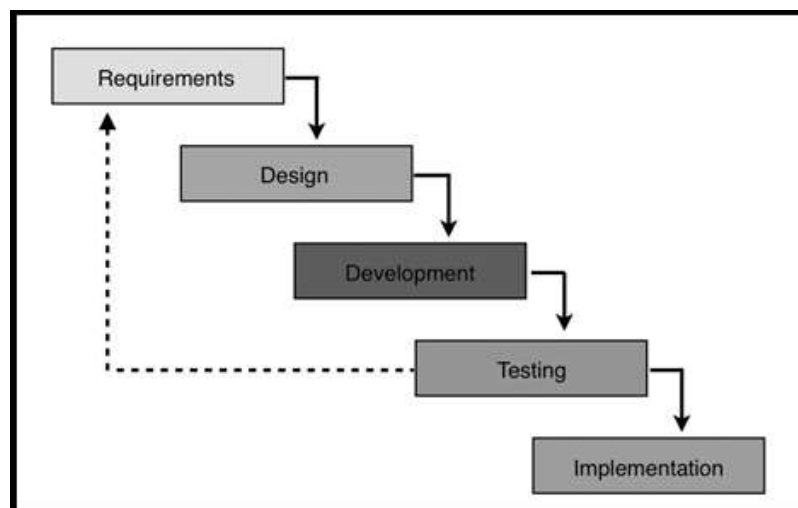 Requirements
Design
Development
Testing
Implementation